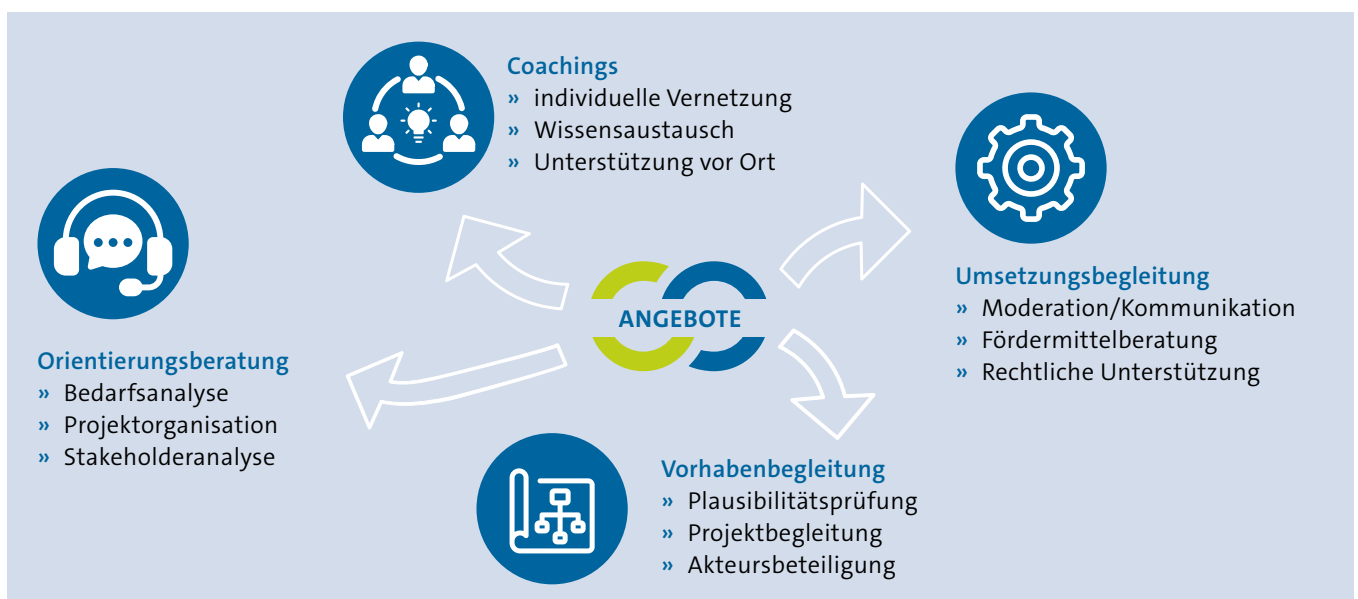 Coachings
» individuelle Vernetzung
» Wissensaustausch
» Unterstützung vor Ort
Umsetzungsbegleitung
» Moderation/Kommunikation
» Fördermittelberatung
» Rechtliche Unterstützung
ANGEBOTE
Orientierungsberatung
» Bedarfsanalyse
» Projektorganisation
» Stakeholderanalyse
Vorhabenbegleitung
» Plausibilitätsprüfung
» Projektbegleitung
» Akteursbeteiligung